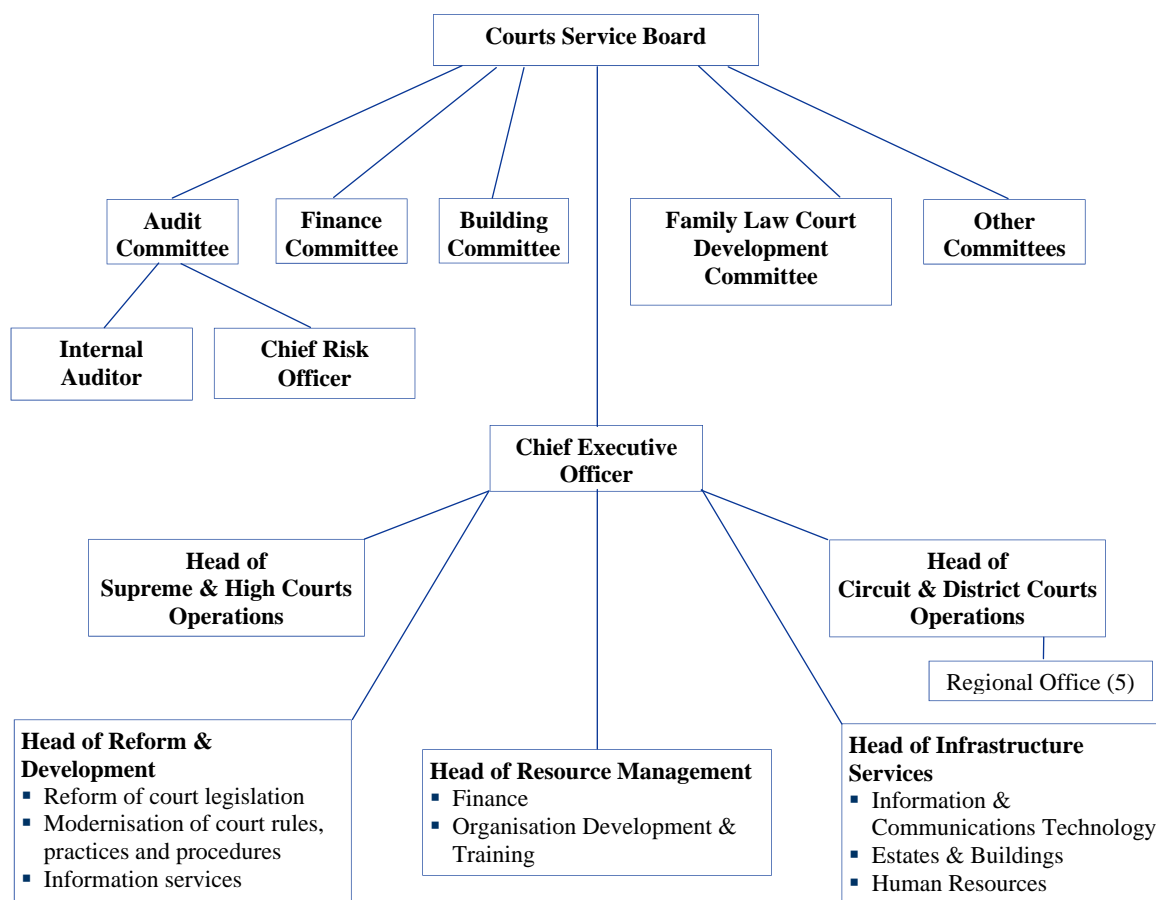 Courts Service Board
Audit
Committee
Finance
Committee
Building
Committee
Family Law Court
Development
Committee
Other
Committees
Internal
Auditor
Chief Risk
Officer
Chief Executive
Officer
Head of
Supreme & High Courts
Operations
Head of
Circuit & District Courts
Operations
Regional Office (5)
Head of Reform &
Development
▪ Reform of court legislation
▪ Modernisation of court rules,
practices and procedures
▪ Information services
Head of Resource Management
▪ Finance
▪ Organisation Development &
Training
Head of Infrastructure
Services
▪ Information &
Communications Technology
▪ Estates & Buildings
▪ Human Resources